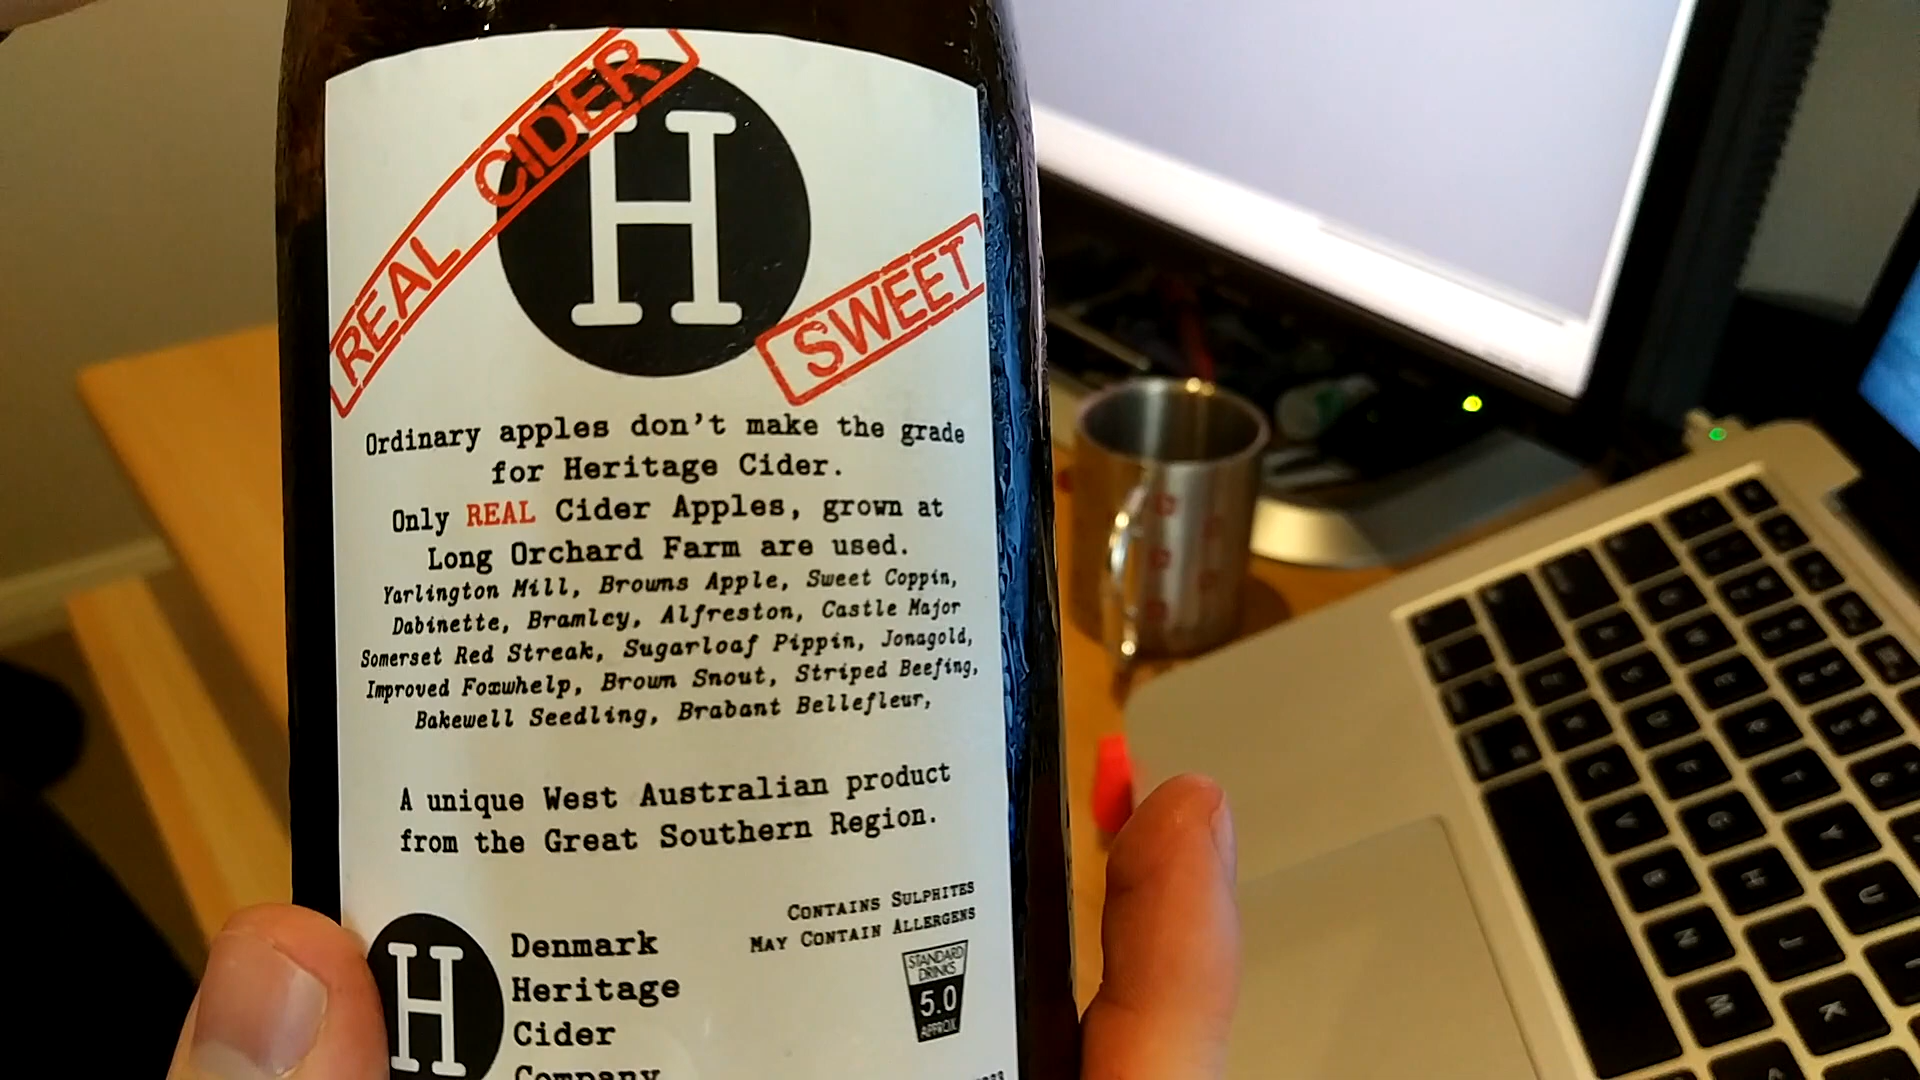 REAL CIDER
H
SWEET
Ordinary apples don't make the grade
for Heritage Cider.
Only REAL Cider Apples, grown at
Long Orchard Farm are used.
Yarlington Mill, Browns Apple, Sweet Coppin,
Dabinette, Bramley, Alfreston, Castle Major
Somerset Red Streak, Sugarloaf Pippin, Jonagold,
Improved Foxwhelp, Brown Snout, Striped Beefing,
Bakewell Seedling, Brabant Bellefleur,
A unique West Australian product
from the Great Southern Region.
CONTAINS SULPHITES
MAY CONTAIN ALLERGENS
STANDARD
DRINKS
5.0
APPROX
H
Denmark
Heritage
Cider
Company